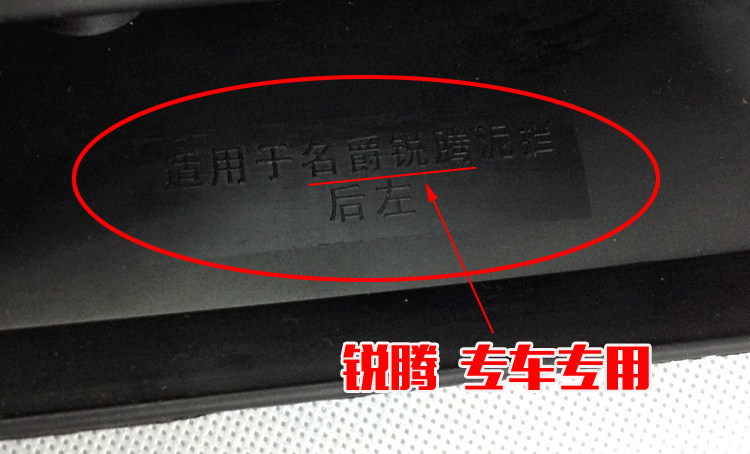 适用于名爵锐腾泥挡
后左
锐腾 专车专用